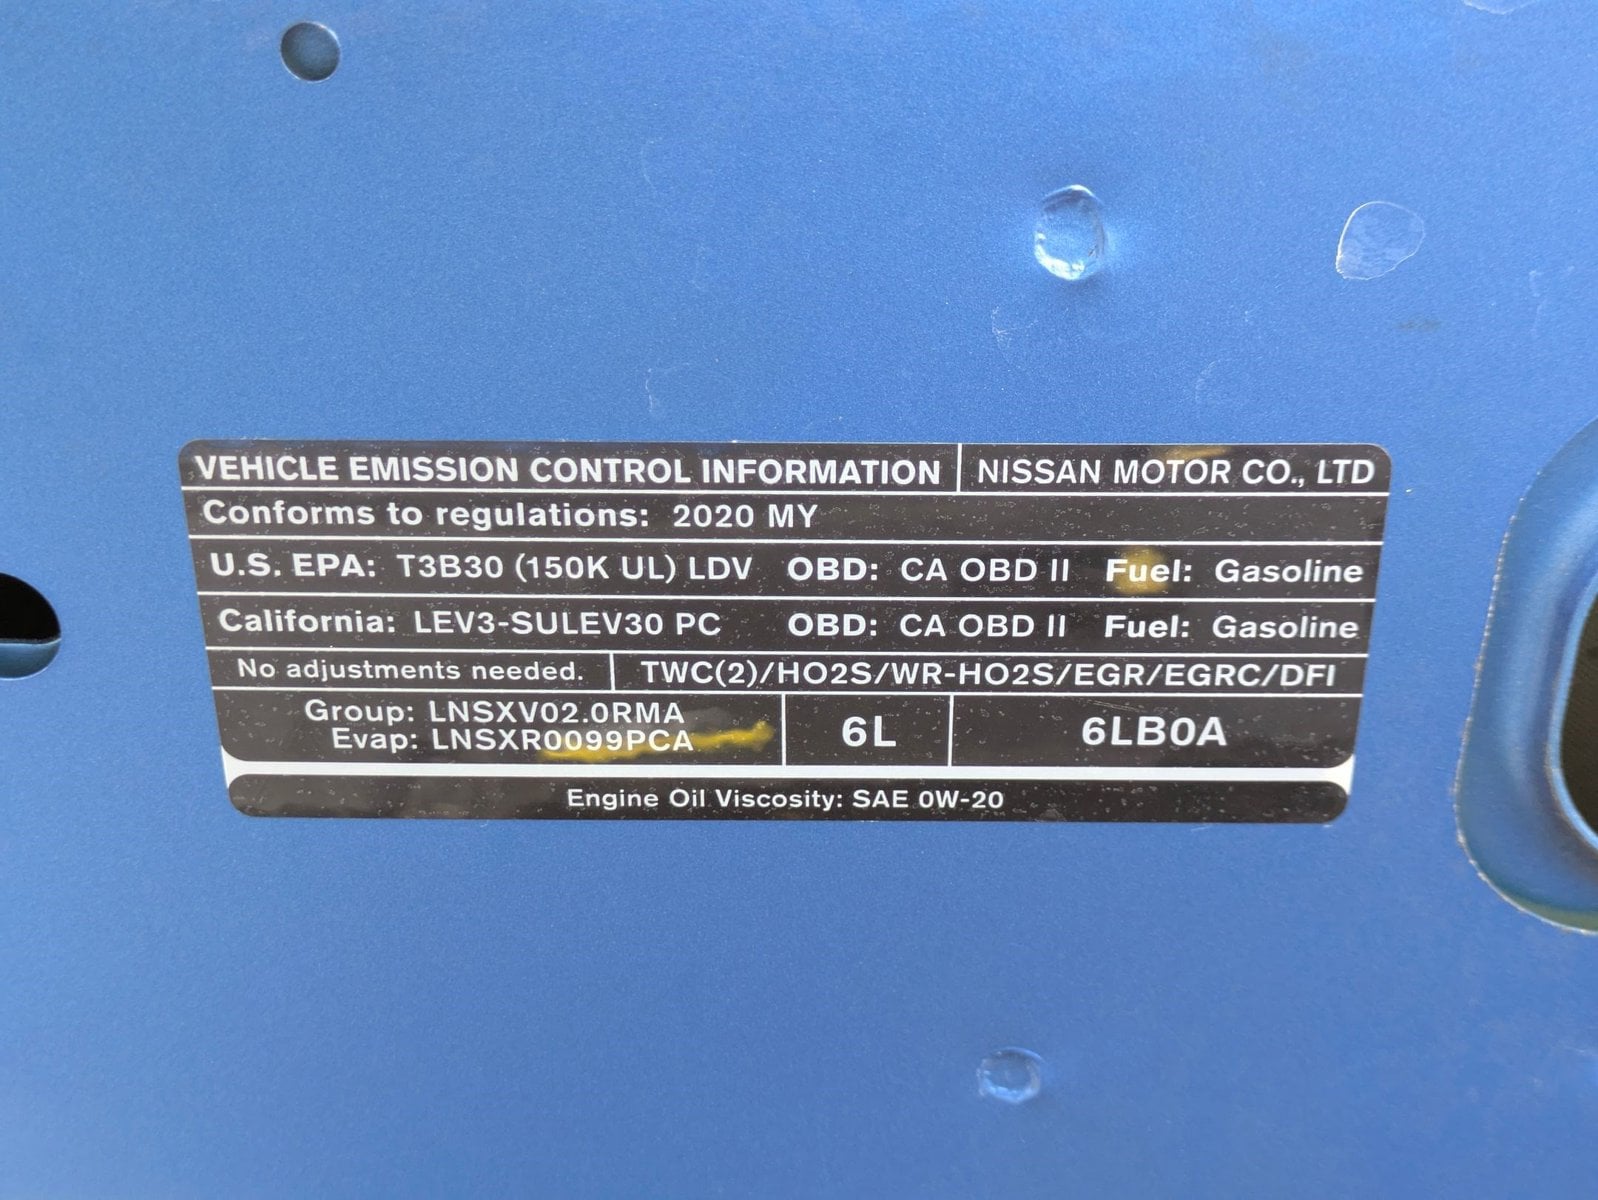 VEHICLE EMISSION CONTROL INFORMATION NISSAN MOTOR CO., LTD
Conforms to regulations: 2020 MY
U.S. EPA: T3B30 (150K UL) LDV OBD: CA OBD II Fuel: Gasoline
California: LEV3-SULEV30 PC OBD: CA OBD II Fuel: Gasoline
No adjustments needed. TWC(2)/HO2S/WR-HO2S/EGR/EGRC/DFI
Group: LNSXV02.0RMA
Evap: LNSXR0099PCA
6L 6LB0A
Engine Oil Viscosity: SAE 0W-20